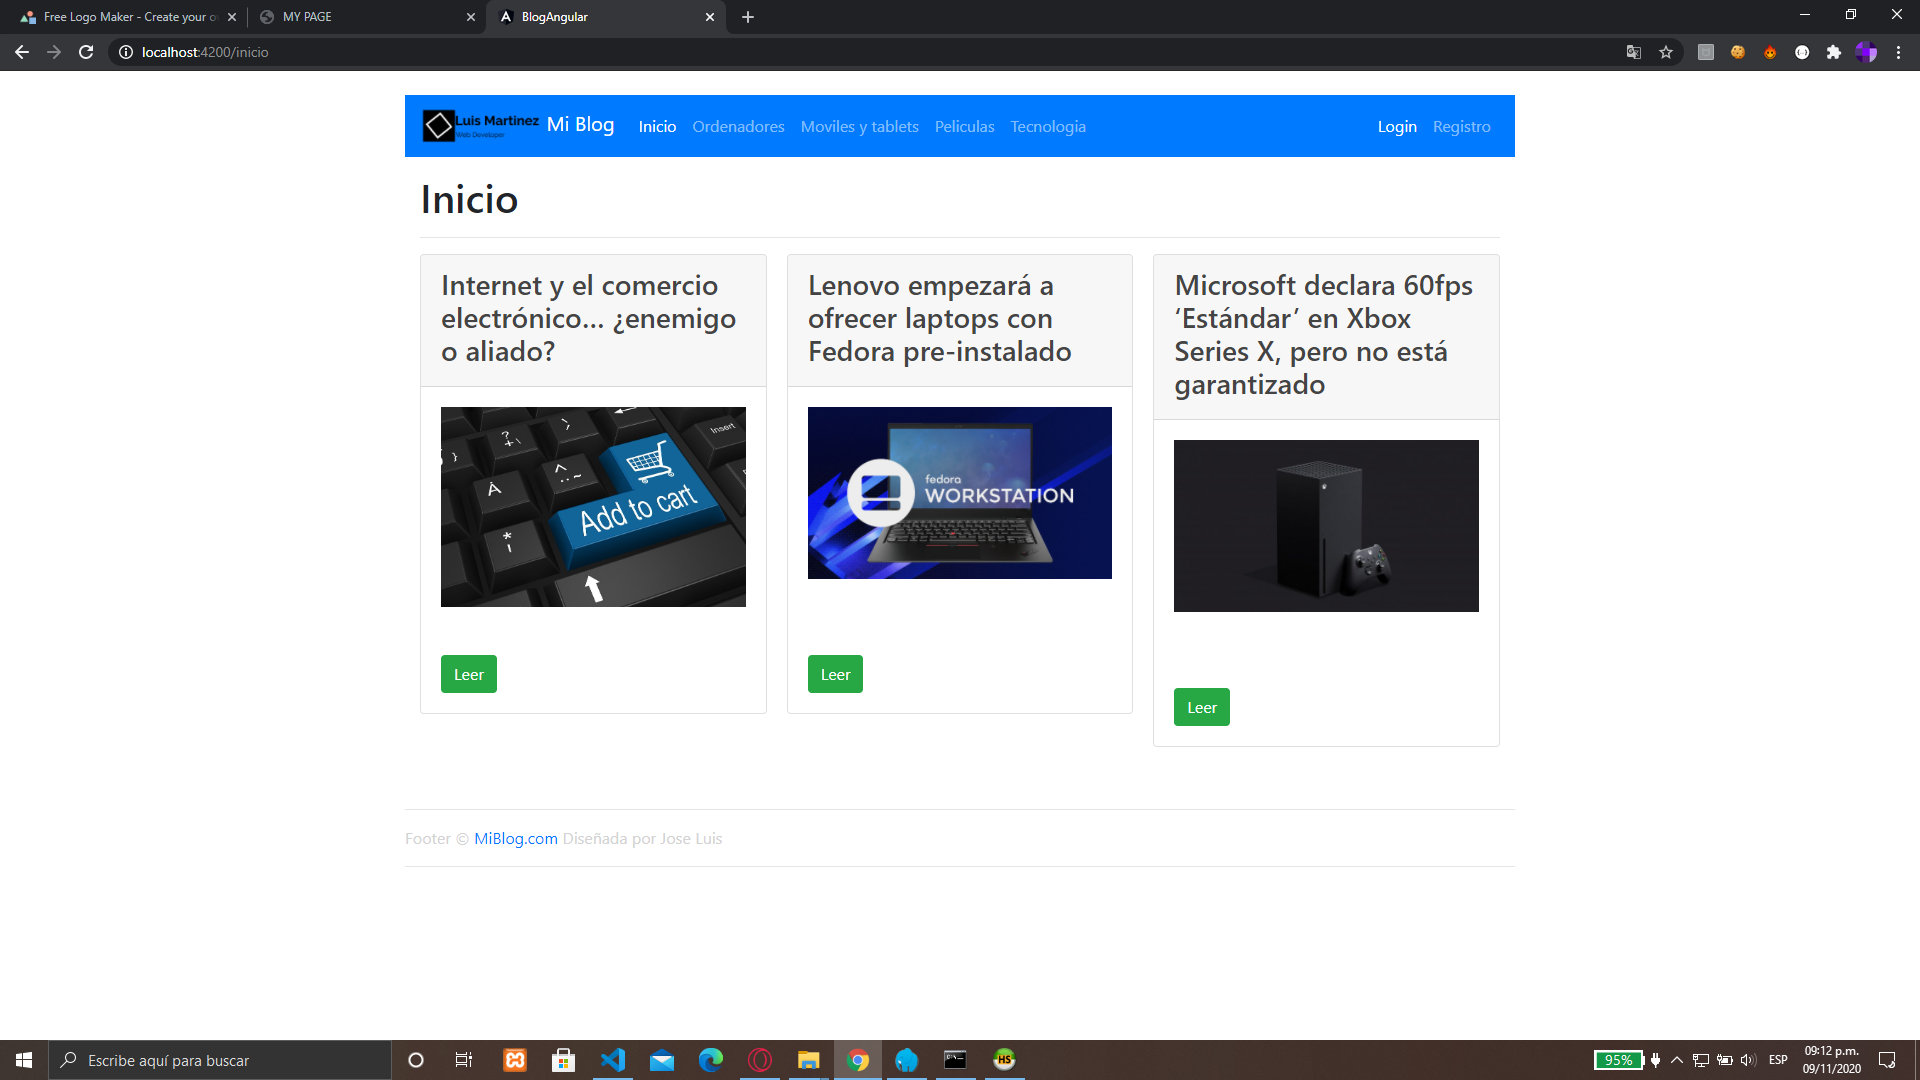 Free Logo Maker - Create your o
MY PAGE
BlogAngular
localhost:4200/inicio
Luis Martinez
Web Developer
Mi Blog
Inicio
Ordenadores
Moviles y tablets
Peliculas
Tecnologia
Login
Registro
Inicio
Internet y el comercio
electrónico... ¿enemigo
o aliado?
Lenovo empezará a
ofrecer laptops con
Fedora pre-instalado
Microsoft declara 60fps
‘Estándar’ en Xbox
Series X, pero no está
garantizado
Insert
Add to cart
fedora
WORKSTATION
Leer
Leer
Leer
Footer © MiBlog.com Diseñada por Jose Luis
Escribe aquí para buscar
HS
95%
ESP
09:12 p.m.
09/11/2020